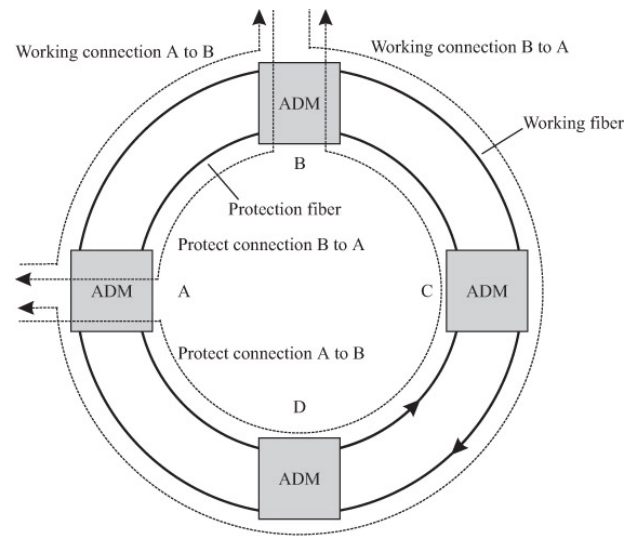 Working connection A to B
Working connection B to A
ADM
Working fiber
B
Protection fiber
Protect connection B to A
ADM
A
C
ADM
Protect connection A to B
D
ADM